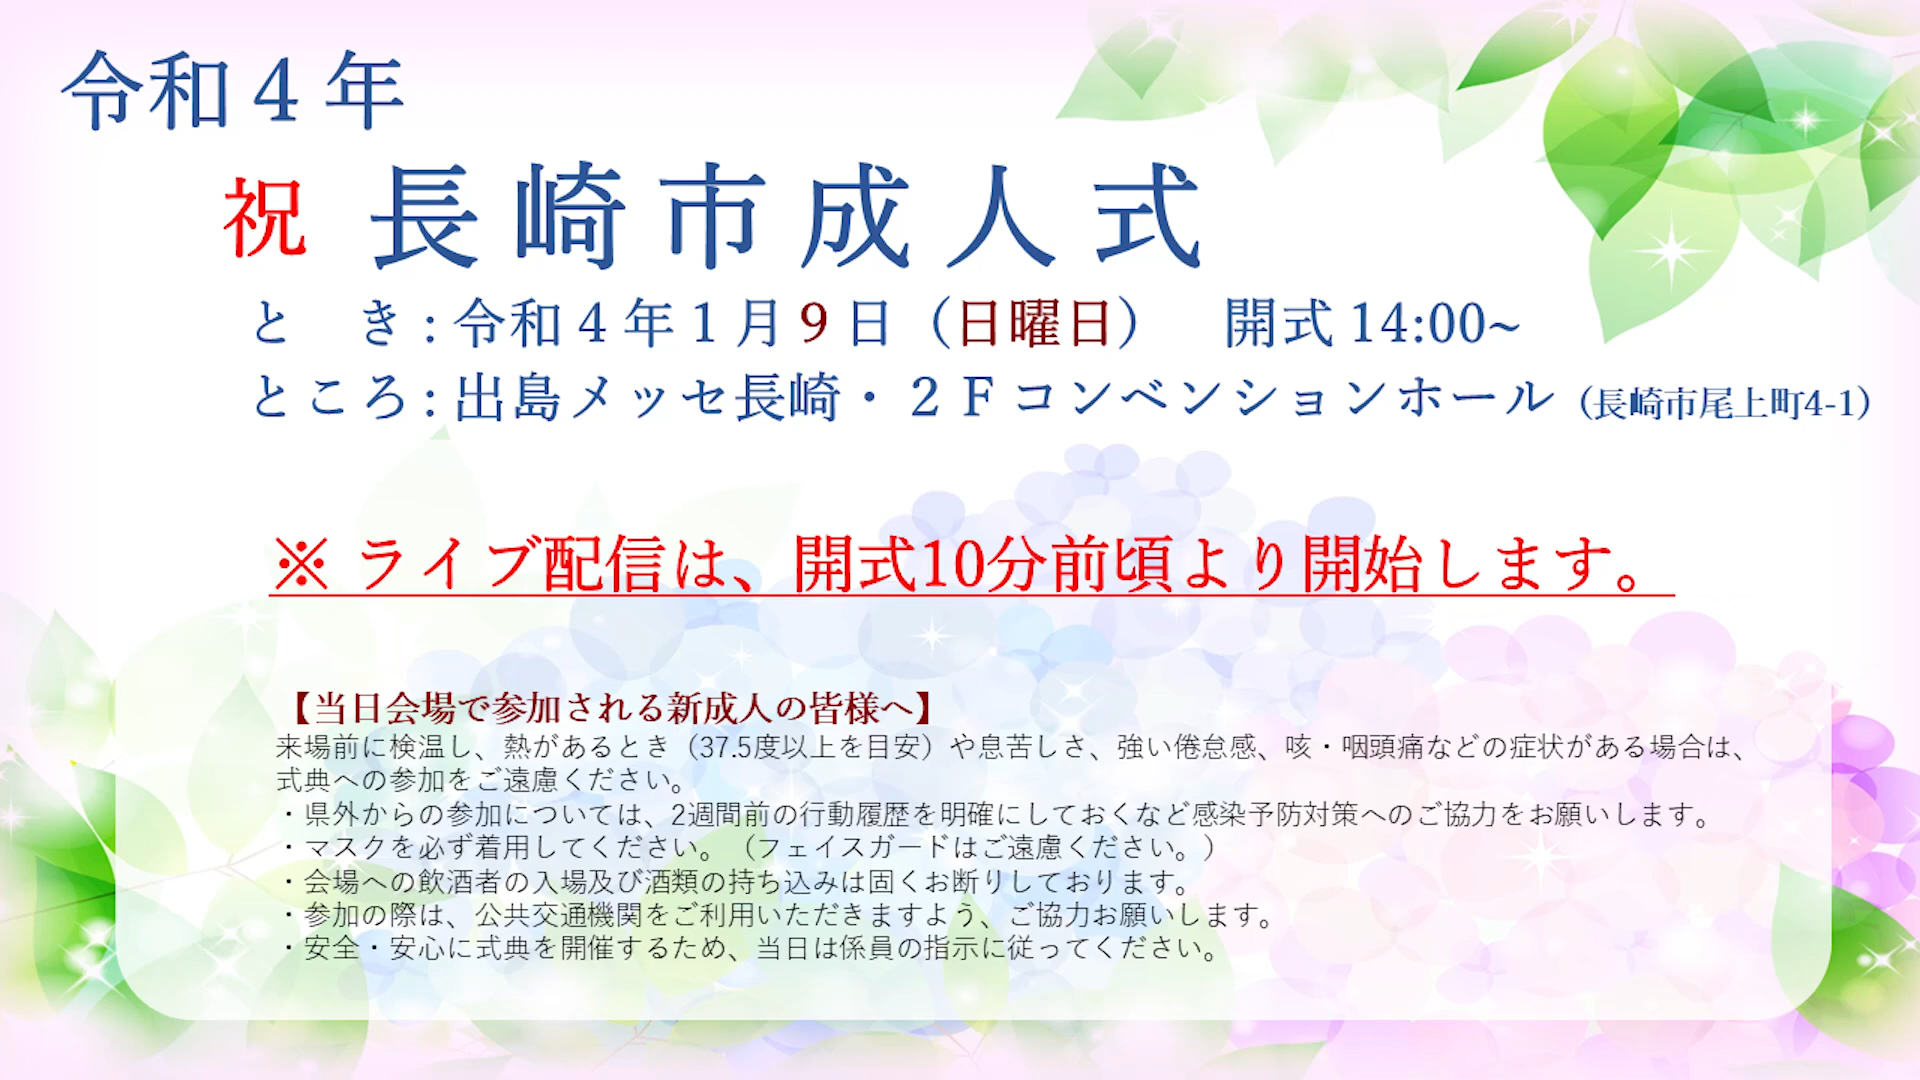 令和４年
祝 長崎市成人式
と　き：令和４年１月９日（日曜日）　開式 14:00~
ところ：出島メッセ長崎・２Ｆコンベンションホール（長崎市尾上町4-1）
※ ライブ配信は、開式10分前頃より開始します。
【当日会場で参加される新成人の皆様へ】
来場前に検温し、熱があるとき（37.5度以上を目安）や息苦しさ、強い倦怠感、咳・咽頭痛などの症状がある場合は、
式典への参加をご遠慮ください。
・県外からの参加については、2週間前の行動履歴を明確にしておくなど感染予防対策へのご協力をお願いします。
・マスクを必ず着用してください。（フェイスガードはご遠慮ください。）
・会場への飲酒者の入場及び酒類の持ち込みは固くお断りしております。
・参加の際は、公共交通機関をご利用いただきますよう、ご協力お願いします。
・安全・安心に式典を開催するため、当日は係員の指示に従ってください。